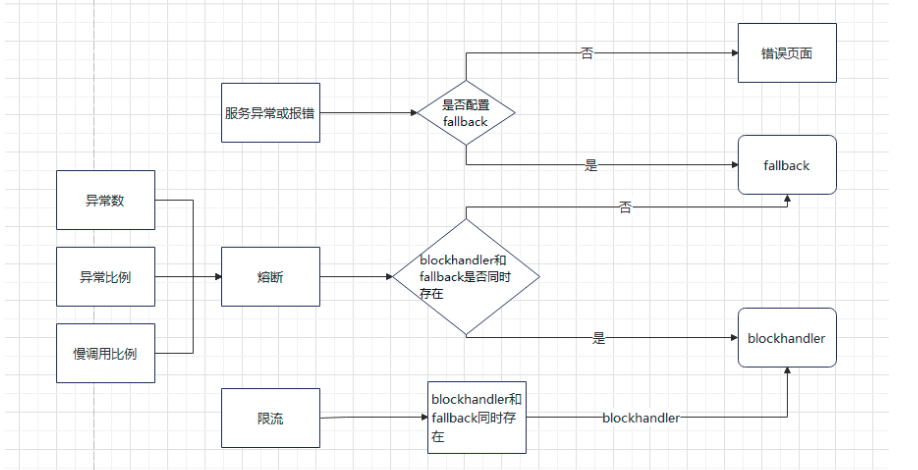 否
错误页面
服务异常或报错
是否配置
fallback
是
fallback
异常数
否
异常比例
熔断
blockhandler和
fallback是否同时
存在
慢调用比例
是
blockhandler
限流
blockhandler和
fallback同时存
在
blockhandler